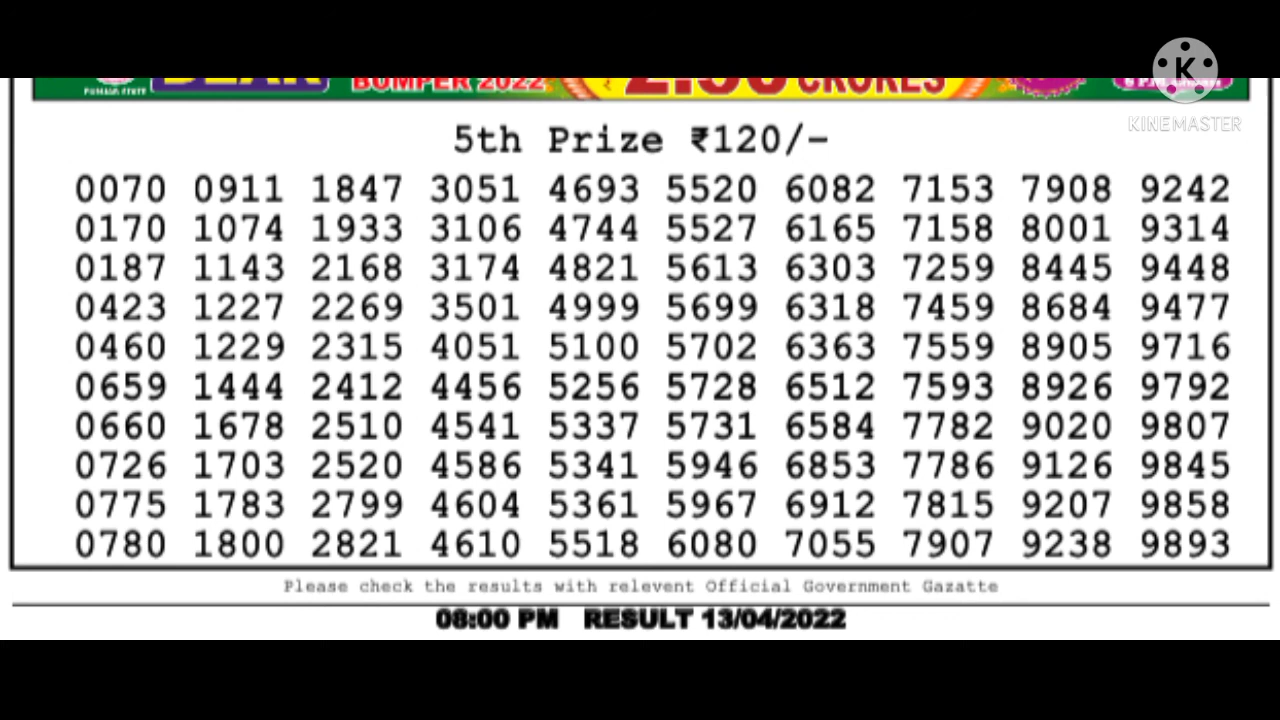 K
KINEMASTER
DEAR
BUMPER 2022
2.50 CRORES
5th Prize ₹120/-
0070 0911 1847 3051 4693 5520 6082 7153 7908 9242
0170 1074 1933 3106 4744 5527 6165 7158 8001 9314
0187 1143 2168 3174 4821 5613 6303 7259 8445 9448
0423 1227 2269 3501 4999 5699 6318 7459 8684 9477
0460 1229 2315 4051 5100 5702 6363 7559 8905 9716
0659 1444 2412 4456 5256 5728 6512 7593 8926 9792
0660 1678 2510 4541 5337 5731 6584 7782 9020 9807
0726 1703 2520 4586 5341 5946 6853 7786 9126 9845
0775 1783 2799 4604 5361 5967 6912 7815 9207 9858
0780 1800 2821 4610 5518 6080 7055 7907 9238 9893
Please check the results with relevent Official Government Gazatte
08:00 PM RESULT 13/04/2022